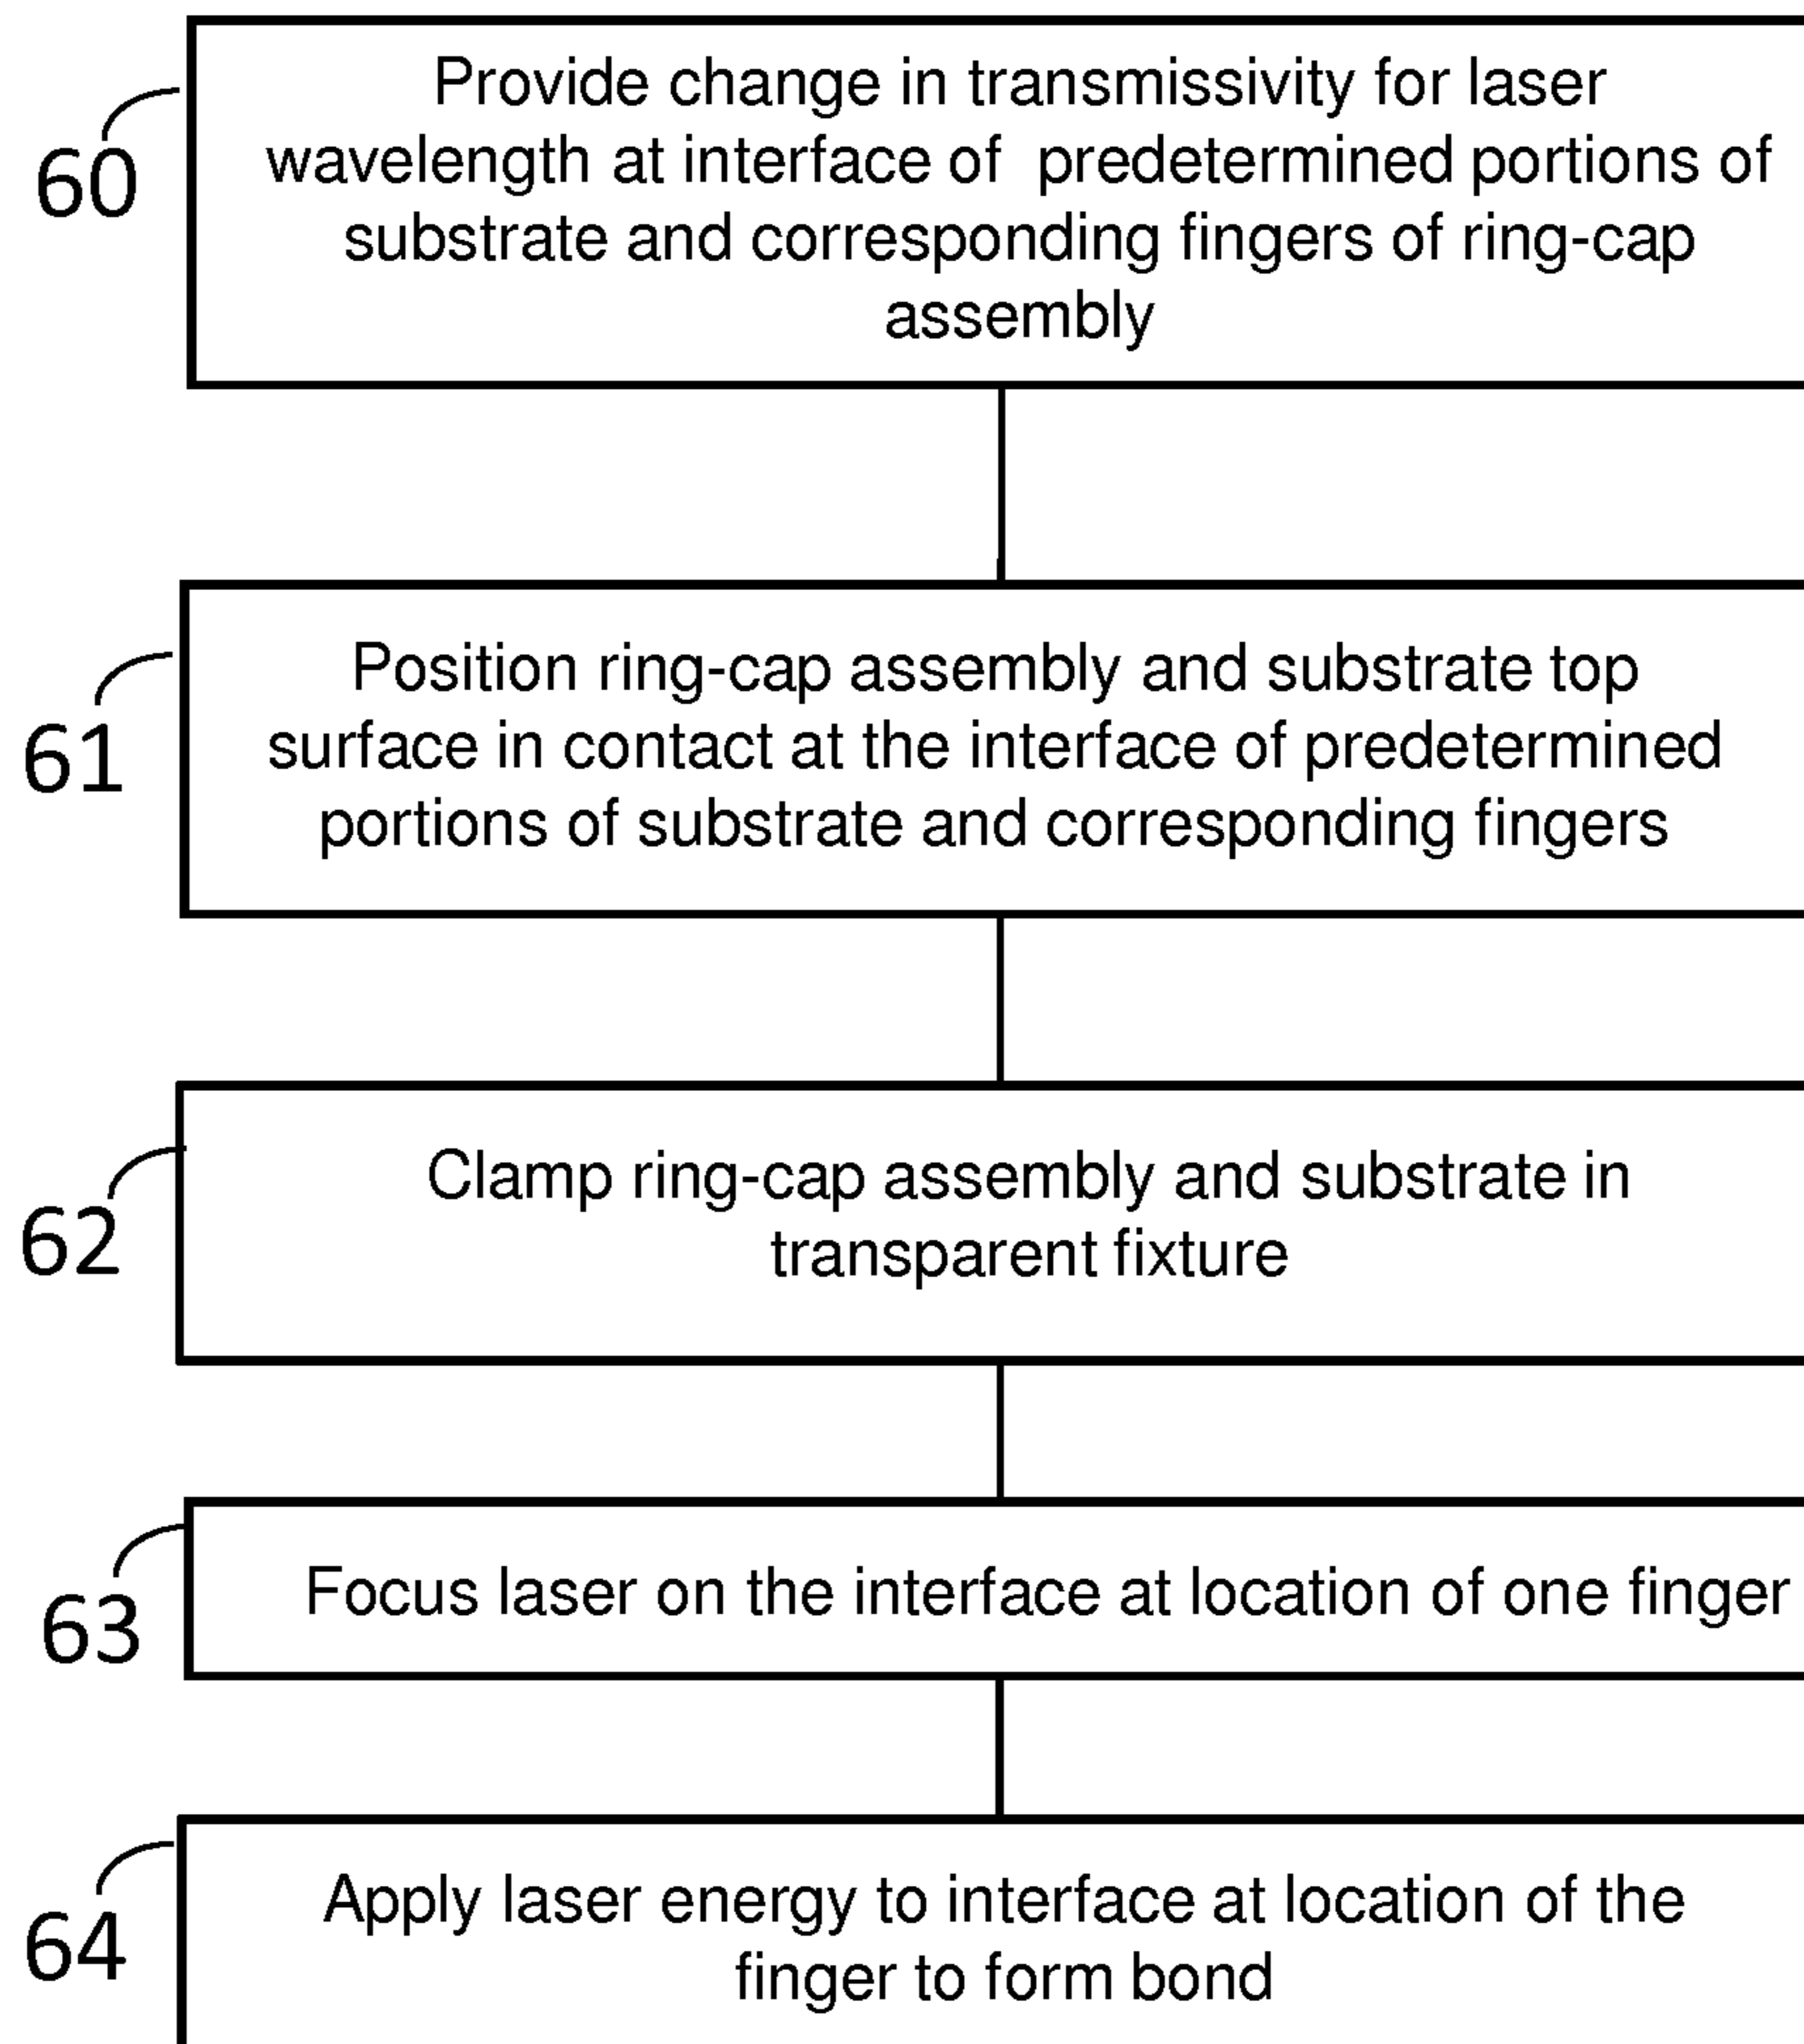 Provide change in transmissivity for laser
wavelength at interface of predetermined portions of
substrate and corresponding fingers of ring-cap
assembly
60
Position ring-cap assembly and substrate top
surface in contact at the interface of predetermined
portions of substrate and corresponding fingers
61
Clamp ring-cap assembly and substrate in
transparent fixture
62
Focus laser on the interface at location of one finger
63
Apply laser energy to interface at location of the
finger to form bond
64